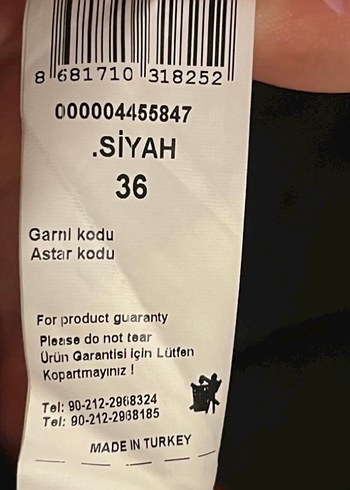 8 681710 318252
000004455847
.SİYAH
36
Garni kodu
Astar kodu
For product guaranty
Please do not tear
Ürün Garantisi İçin Lütfen
Kopartmayınız !
Tel: 90-212-2968324
Tel: 90-212-2968185
MADE IN TURKEY